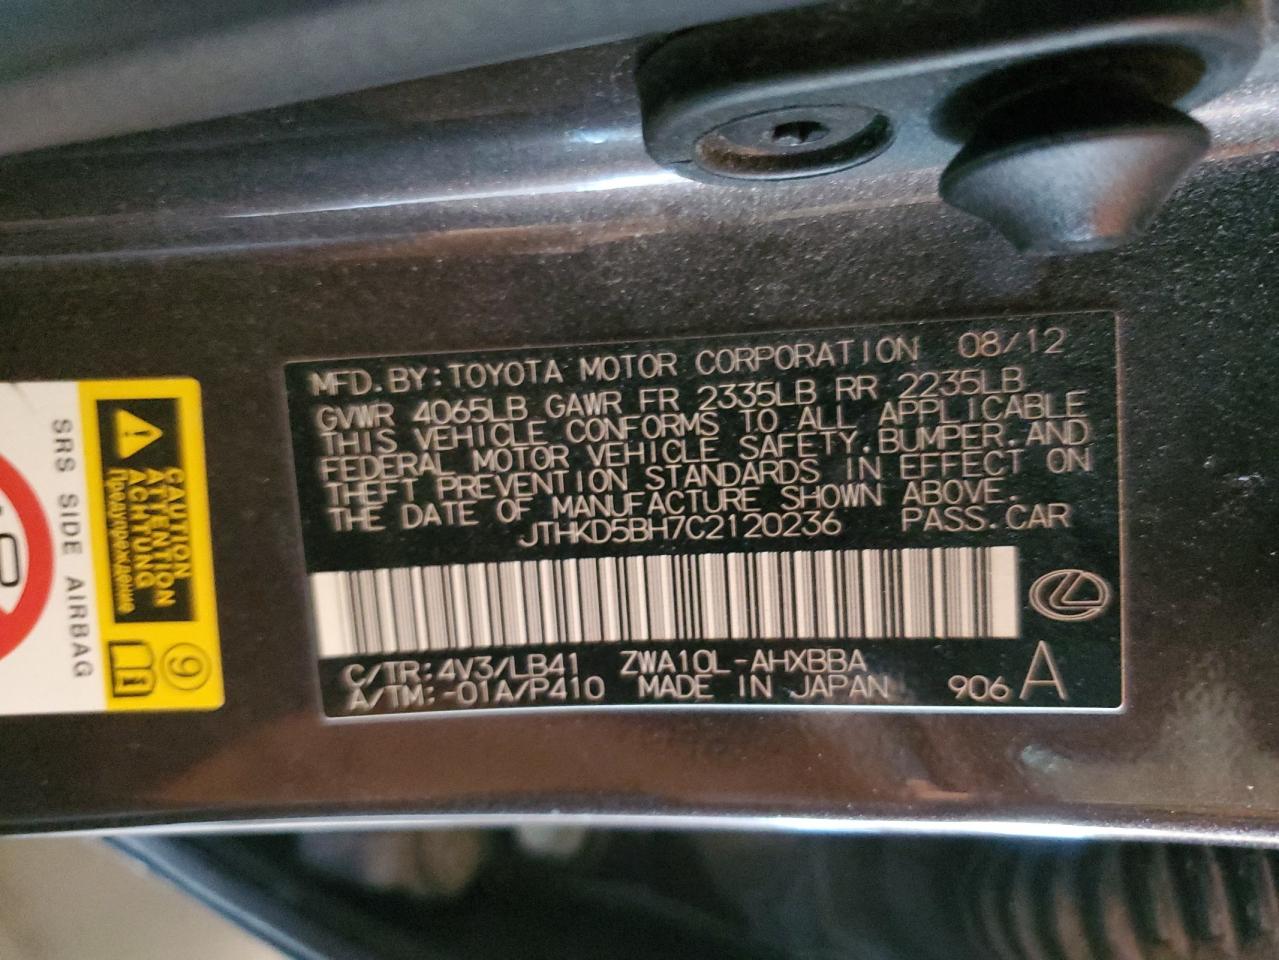 MFD. BY: TOYOTA MOTOR CORPORATION 08/12
GVWR 4065LB GAWR FR 2335LB RR 2235LB
THIS VEHICLE CONFORMS TO ALL APPLICABLE
FEDERAL MOTOR VEHICLE SAFETY, BUMPER, AND
THEFT PREVENTION STANDARDS IN EFFECT ON
THE DATE OF MANUFACTURE SHOWN ABOVE.
JTHKD5BH7C2120236 PASS. CAR
C/TR: 4V3/LB41 ZWA10L-AHXBBA
A/TM: -01A/P410 MADE IN JAPAN 906 A
CAUTION
ATTENTION
ACHTUNG
Предупреждение
9
SRS SIDE AIRBAG